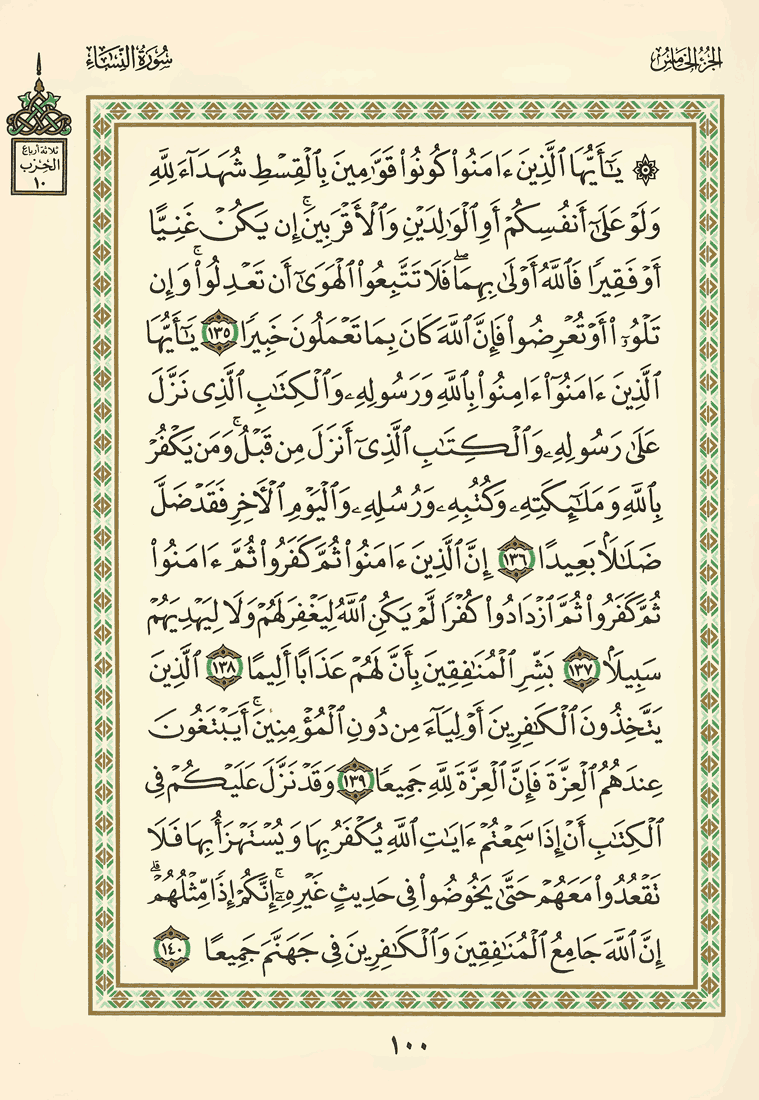 الجزء الخامس
سورة النساء
ثلاثة أرباع
الحزب
١٠
۞ يَٰٓأَيُّهَا ٱلَّذِينَ ءَامَنُوا۟ كُونُوا۟ قَوَّٰمِينَ بِٱلْقِسْطِ شُهَدَآءَ لِلَّهِ
وَلَوْ عَلَىٰٓ أَنفُسِكُمْ أَوِ ٱلْوَٰلِدَيْنِ وَٱلْأَقْرَبِينَ ۚ إِن يَكُنْ غَنِيًّا
أَوْ فَقِيرًا فَٱللَّهُ أَوْلَىٰ بِهِمَا ۖ فَلَا تَتَّبِعُوا۟ ٱلْهَوَىٰٓ أَن تَعْدِلُوا۟ ۚ وَإِن
تَلْوُۥٓا۟ أَوْ تُعْرِضُوا۟ فَإِنَّ ٱللَّهَ كَانَ بِمَا تَعْمَلُونَ خَبِيرًا ١٣٥ يَٰٓأَيُّهَا
ٱلَّذِينَ ءَامَنُوٓا۟ ءَامِنُوا۟ بِٱللَّهِ وَرَسُولِهِۦ وَٱلْكِتَٰبِ ٱلَّذِى نَزَّلَ
عَلَىٰ رَسُولِهِۦ وَٱلْكِتَٰبِ ٱلَّذِىٓ أَنزَلَ مِن قَبْلُ ۚ وَمَن يَكْفُرْ
بِٱللَّهِ وَمَلَٰٓئِكَتِهِۦ وَكُتُبِهِۦ وَرُسُلِهِۦ وَٱلْيَوْمِ ٱلْءَاخِرِ فَقَدْ ضَلَّ
ضَلَٰلًۢا بَعِيدًا ١٣٦ إِنَّ ٱلَّذِينَ ءَامَنُوا۟ ثُمَّ كَفَرُوا۟ ثُمَّ ءَامَنُوا۟
ثُمَّ كَفَرُوا۟ ثُمَّ ٱزْدَادُوا۟ كُفْرًا لَّمْ يَكُنِ ٱللَّهُ لِيَغْفِرَ لَهُمْ وَلَا لِيَهْدِيَهُمْ
سَبِيلًۢا ١٣٧ بَشِّرِ ٱلْمُنَٰفِقِينَ بِأَنَّ لَهُمْ عَذَابًا أَلِيمًا ١٣٨ ٱلَّذِينَ
يَتَّخِذُونَ ٱلْكَٰفِرِينَ أَوْلِيَآءَ مِن دُونِ ٱلْمُؤْمِنِينَ ۚ أَيَبْتَغُونَ
عِندَهُمُ ٱلْعِزَّةَ فَإِنَّ ٱلْعِزَّةَ لِلَّهِ جَمِيعًا ١٣٩ وَقَدْ نَزَّلَ عَلَيْكُمْ فِى
ٱلْكِتَٰبِ أَنْ إِذَا سَمِعْتُمْ ءَايَٰتِ ٱللَّهِ يُكْفَرُ بِهَا وَيُسْتَهْزَأُ بِهَا فَلَا
تَقْعُدُوا۟ مَعَهُمْ حَتَّىٰ يَخُوضُوا۟ فِى حَدِيثٍ غَيْرِهِۦٓ ۚ إِنَّكُمْ إِذًا مِّثْلُهُمْ ۗ
إِنَّ ٱللَّهَ جَامِعُ ٱلْمُنَٰفِقِينَ وَٱلْكَٰفِرِينَ فِى جَهَنَّمَ جَمِيعًا ١٤٠
١٠٠